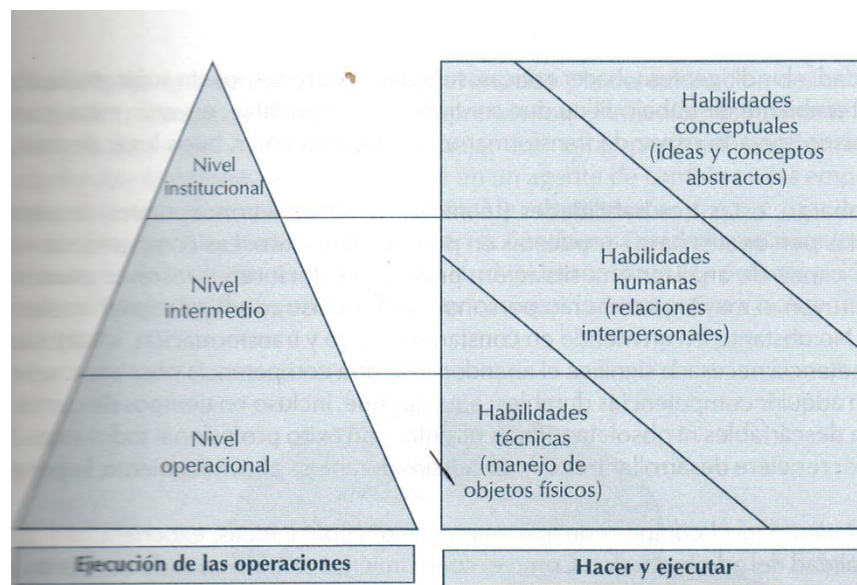 Nivel
institucional
Nivel
intermedio
Nivel
operacional
Ejecución de las operaciones
Habilidades
conceptuales
(ideas y conceptos
abstractos)
Habilidades
humanas
(relaciones
interpersonales)
Habilidades
técnicas
(manejo de
objetos físicos)
Hacer y ejecutar